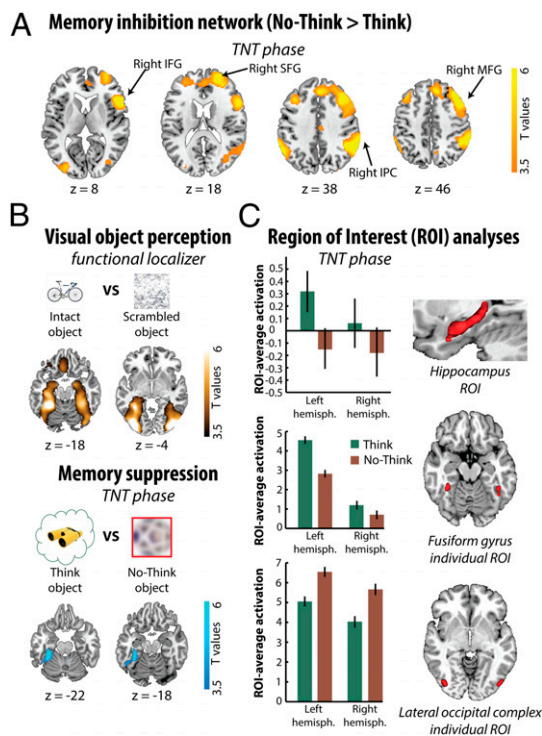 A
Memory inhibition network (No-Think > Think)
TNT phase
Right IFG
Right SFG
Right MFG
Right IPC
6
T values
3.5
z = 8
z = 18
z = 38
z = 46
B
Visual object perception
functional localizer
VS
Intact
object
Scrambled
object
6
T values
3.5
z = -18
z = -4
Memory suppression
TNT phase
VS
Think
object
No-Think
object
6
T values
3.5
z = -22
z = -18
C
Region of Interest (ROI) analyses
TNT phase
ROI-average activation
0.5
0.4
0.3
0.2
0.1
0
-0.1
-0.2
-0.3
-0.4
-0.5
Left
hemisph.
Right
hemisph.
Hippocampus
ROI
ROI-average activation
5
4
3
2
1
0
Think
No-Think
Left
hemisph.
Right
hemisph.
Fusiform gyrus
individual ROI
ROI-average activation
7
6
5
4
3
2
1
0
Left
hemisph.
Right
hemisph.
Lateral occipital complex
individual ROI